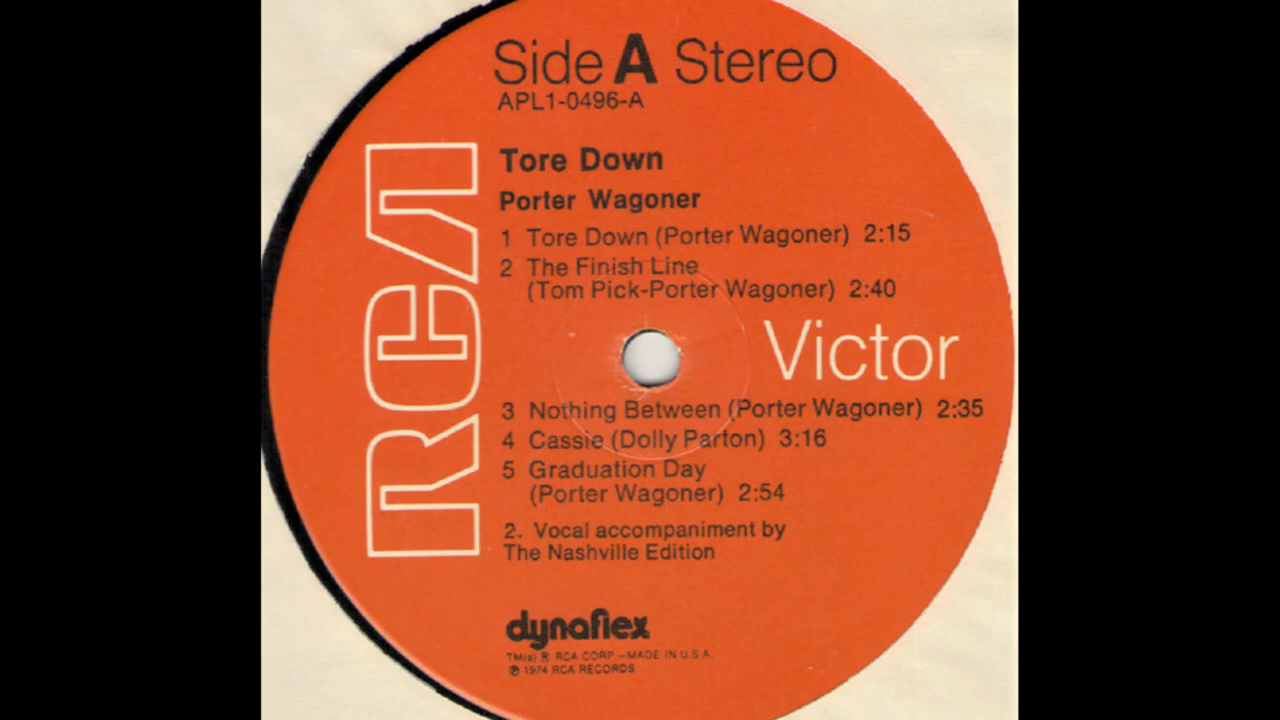 Side A Stereo
APL1-0496-A
Tore Down
Porter Wagoner
1 Tore Down (Porter Wagoner) 2:15
2 The Finish Line
(Tom Pick-Porter Wagoner) 2:40
RCA
Victor
3 Nothing Between (Porter Wagoner) 2:35
4 Cassie (Dolly Parton) 3:16
5 Graduation Day
(Porter Wagoner) 2:54
2. Vocal accompaniment by
The Nashville Edition
dynaflex
TM(s) ® RCA CORP.—MADE IN U.S.A.
℗ 1974 RCA RECORDS